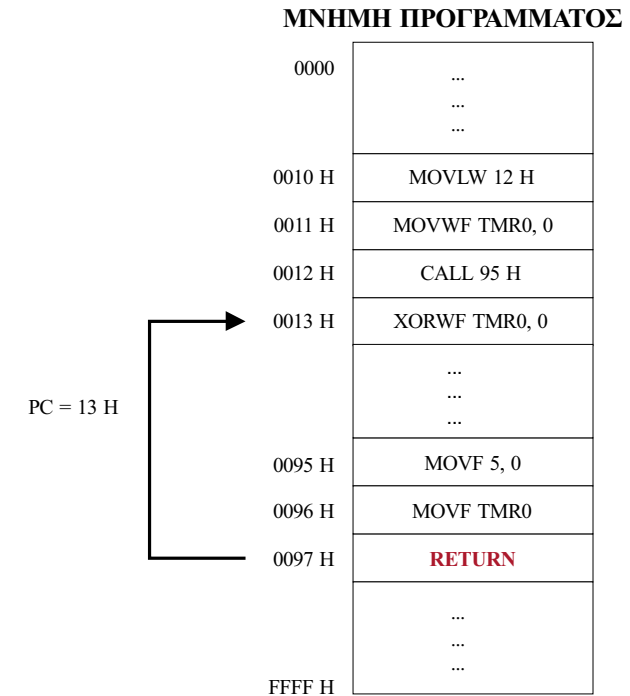 ΜΝΗΜΗ ΠΡΟΓΡΑΜΜΑΤΟΣ
0000
...
...
...
0010 H MOVLW 12 H
0011 H MOVWF TMR0, 0
0012 H CALL 95 H
0013 H XORWF TMR0, 0
...
PC = 13 H ...
...
0095 H MOVF 5, 0
0096 H MOVF TMR0
0097 H RETURN
...
...
...
FFFF H